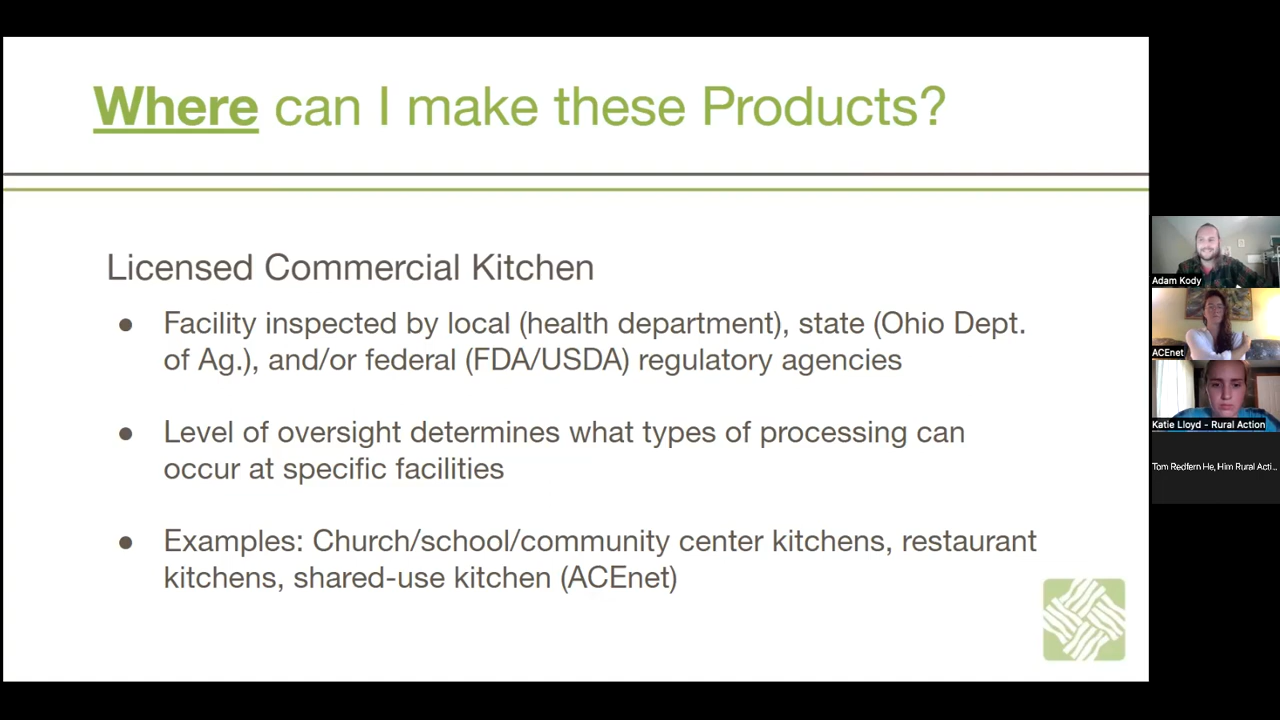 Where can I make these Products?
Licensed Commercial Kitchen
● Facility inspected by local (health department), state (Ohio Dept.
of Ag.), and/or federal (FDA/USDA) regulatory agencies
● Level of oversight determines what types of processing can
occur at specific facilities
● Examples: Church/school/community center kitchens, restaurant
kitchens, shared-use kitchen (ACEnet)
Adam Kody
ACEnet
Katie Lloyd - Rural Action
Tom Redfern He, Him Rural Acti...